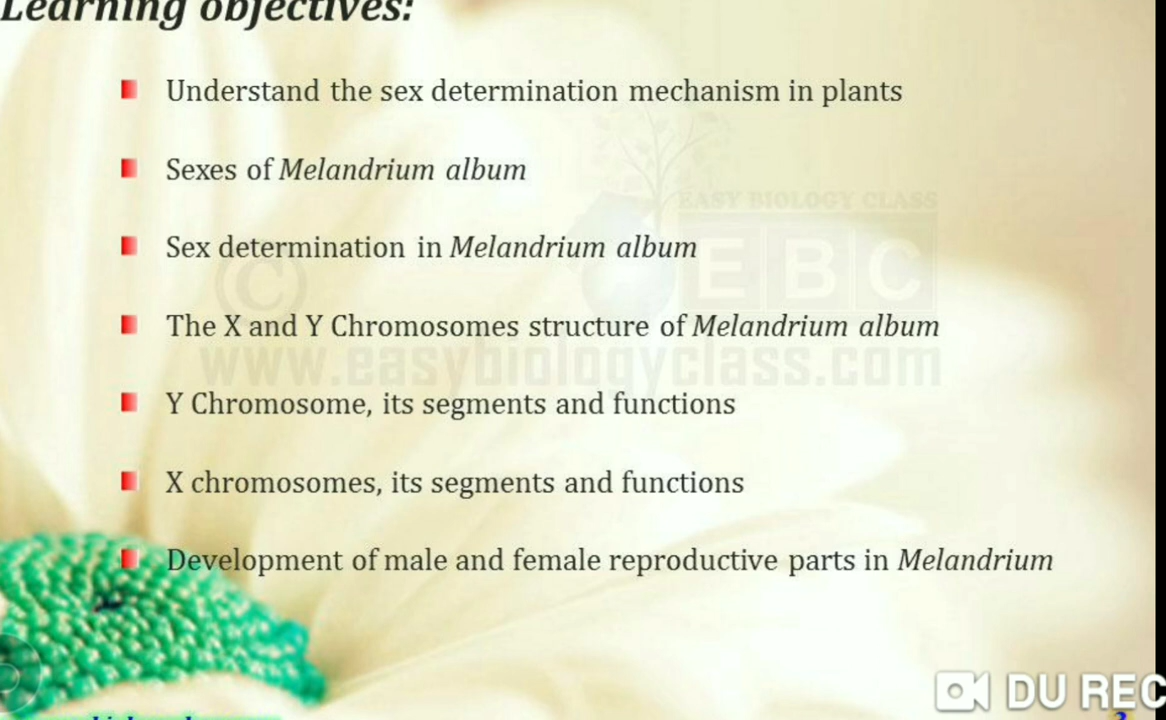 Learning objectives:
Understand the sex determination mechanism in plants
EASY BIOLOGY CLASS
Sexes of Melandrium album
Sex determination in Melandrium album
© E B C
The X and Y Chromosomes structure of Melandrium album
www.easybiologyclass.com
Y Chromosome, its segments and functions
X chromosomes, its segments and functions
Development of male and female reproductive parts in Melandrium
DU REC